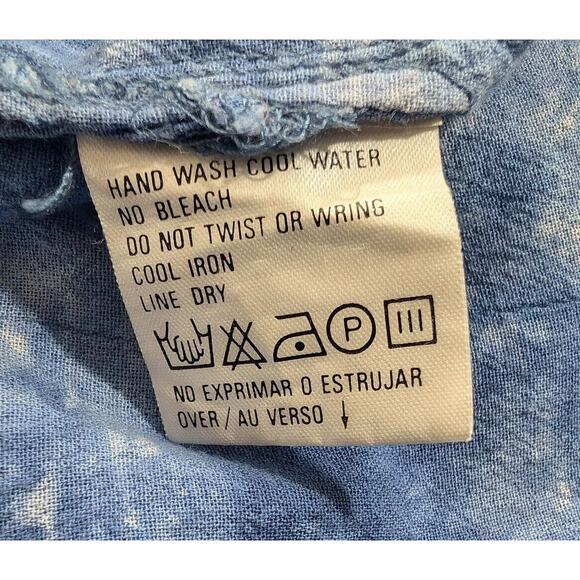 HAND WASH COOL WATER
NO BLEACH
DO NOT TWIST OR WRING
COOL IRON
LINE DRY
P
NO EXPRIMAR O ESTRUJAR
OVER / AU VERSO ↓